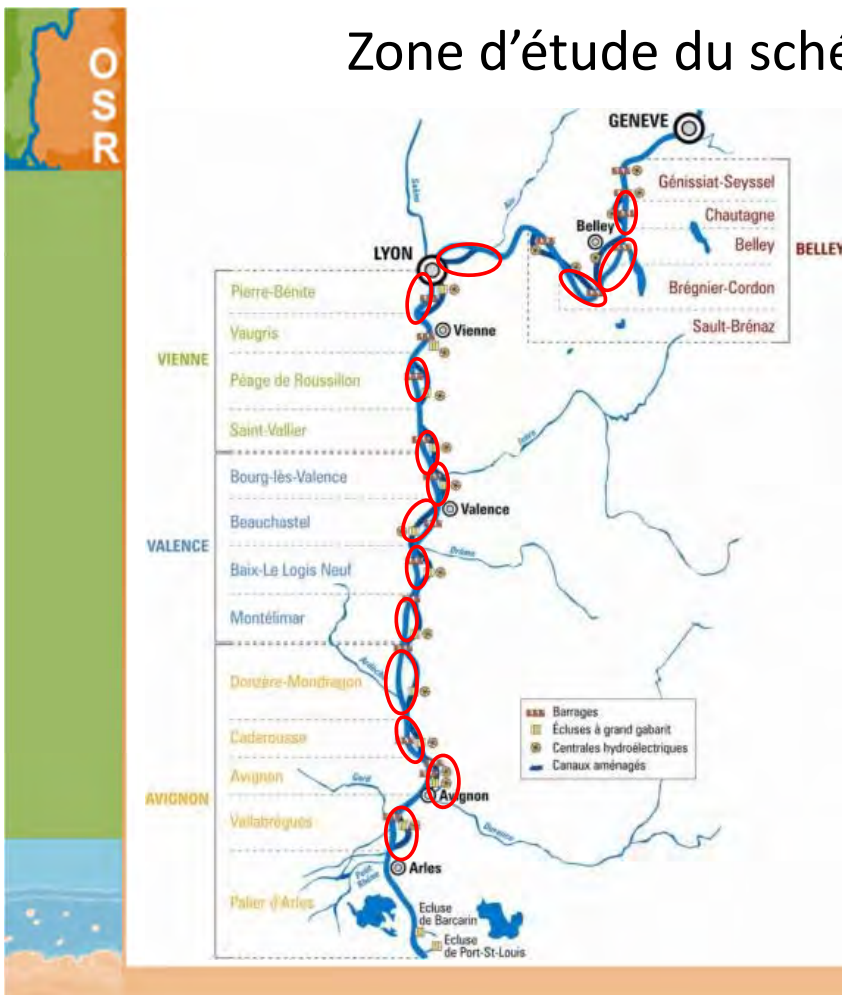 OSR
Zone d'étude du sché
GENEVE
Génissiat-Seyssel
Chautagne
Belley
Belley
BELLEY
Brégnier-Cordon
Sault-Brénaz
Saône
Ain
LYON
Pierre-Bénite
Vaugris
Vienne
VIENNE
Péage de Roussillon
Saint-Vallier
Isère
Bourg-lès-Valence
Beauchastel
Valence
VALENCE
Drôme
Baix-Le Logis Neuf
Montélimar
Ardèche
Donzère-Mondragon
Barrages
Écluses à grand gabarit
Centrales hydroélectriques
Canaux aménagés
Caderousse
Avignon
Gard
Avignon
AVIGNON
Vallabrègues
Durance
Arles
Petit Rhône
Palier d'Arles
Ecluse
de Barcarin
Ecluse
de Port-St-Louis